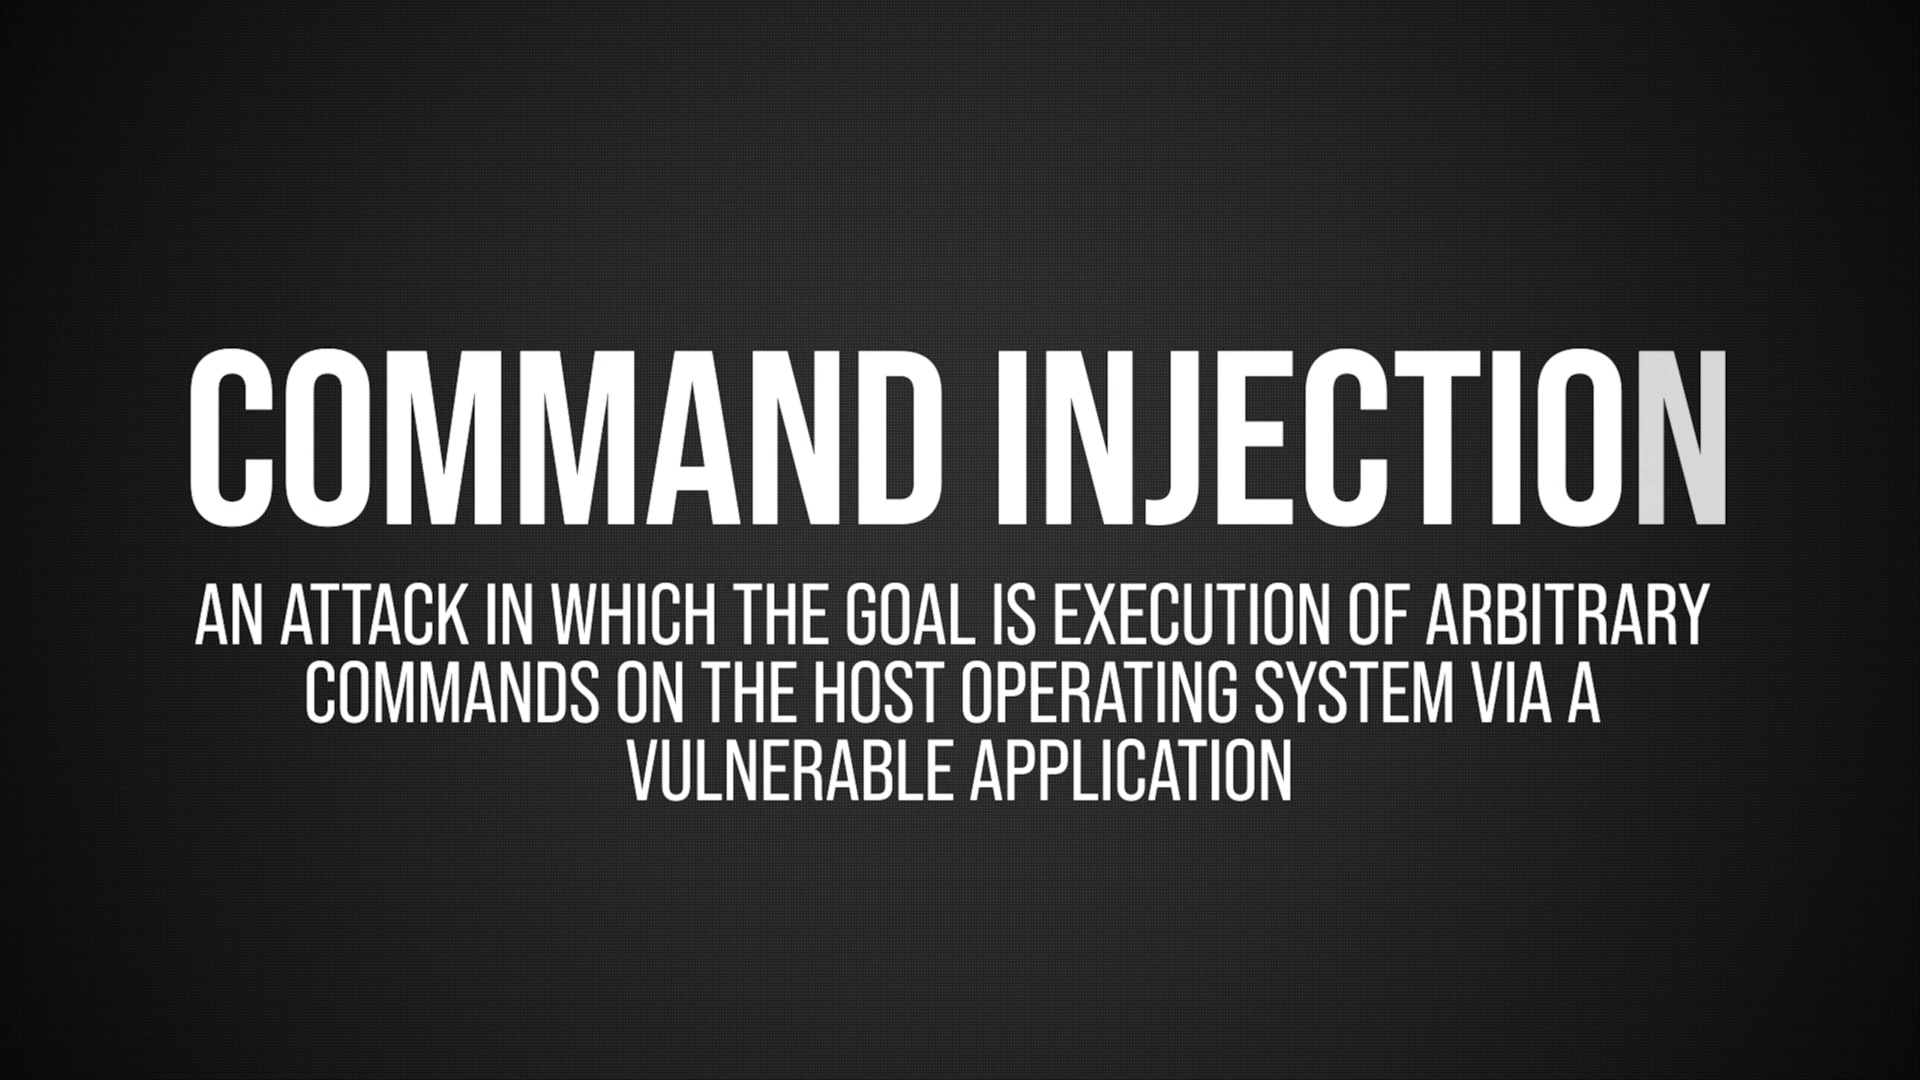 COMMAND INJECTION
AN ATTACK IN WHICH THE GOAL IS EXECUTION OF ARBITRARY
COMMANDS ON THE HOST OPERATING SYSTEM VIA A
VULNERABLE APPLICATION